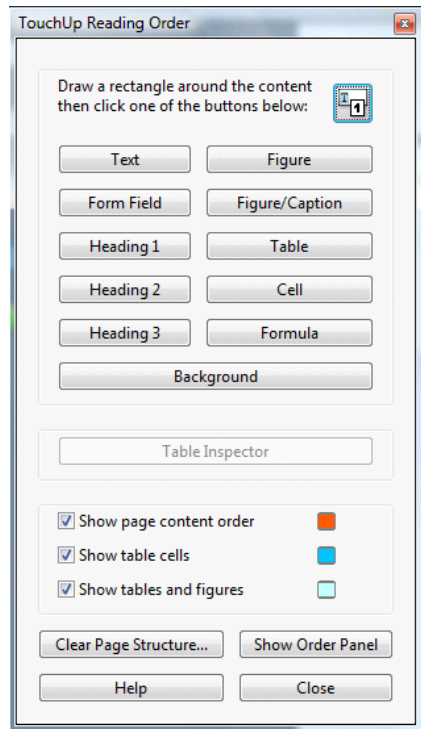 TouchUp Reading Order
Draw a rectangle around the content
then click one of the buttons below:
Text Figure
Form Field Figure/Caption
Heading 1 Table
Heading 2 Cell
Heading 3 Formula
Background
Table Inspector
Show page content order
Show table cells
Show tables and figures
Clear Page Structure... Show Order Panel
Help Close